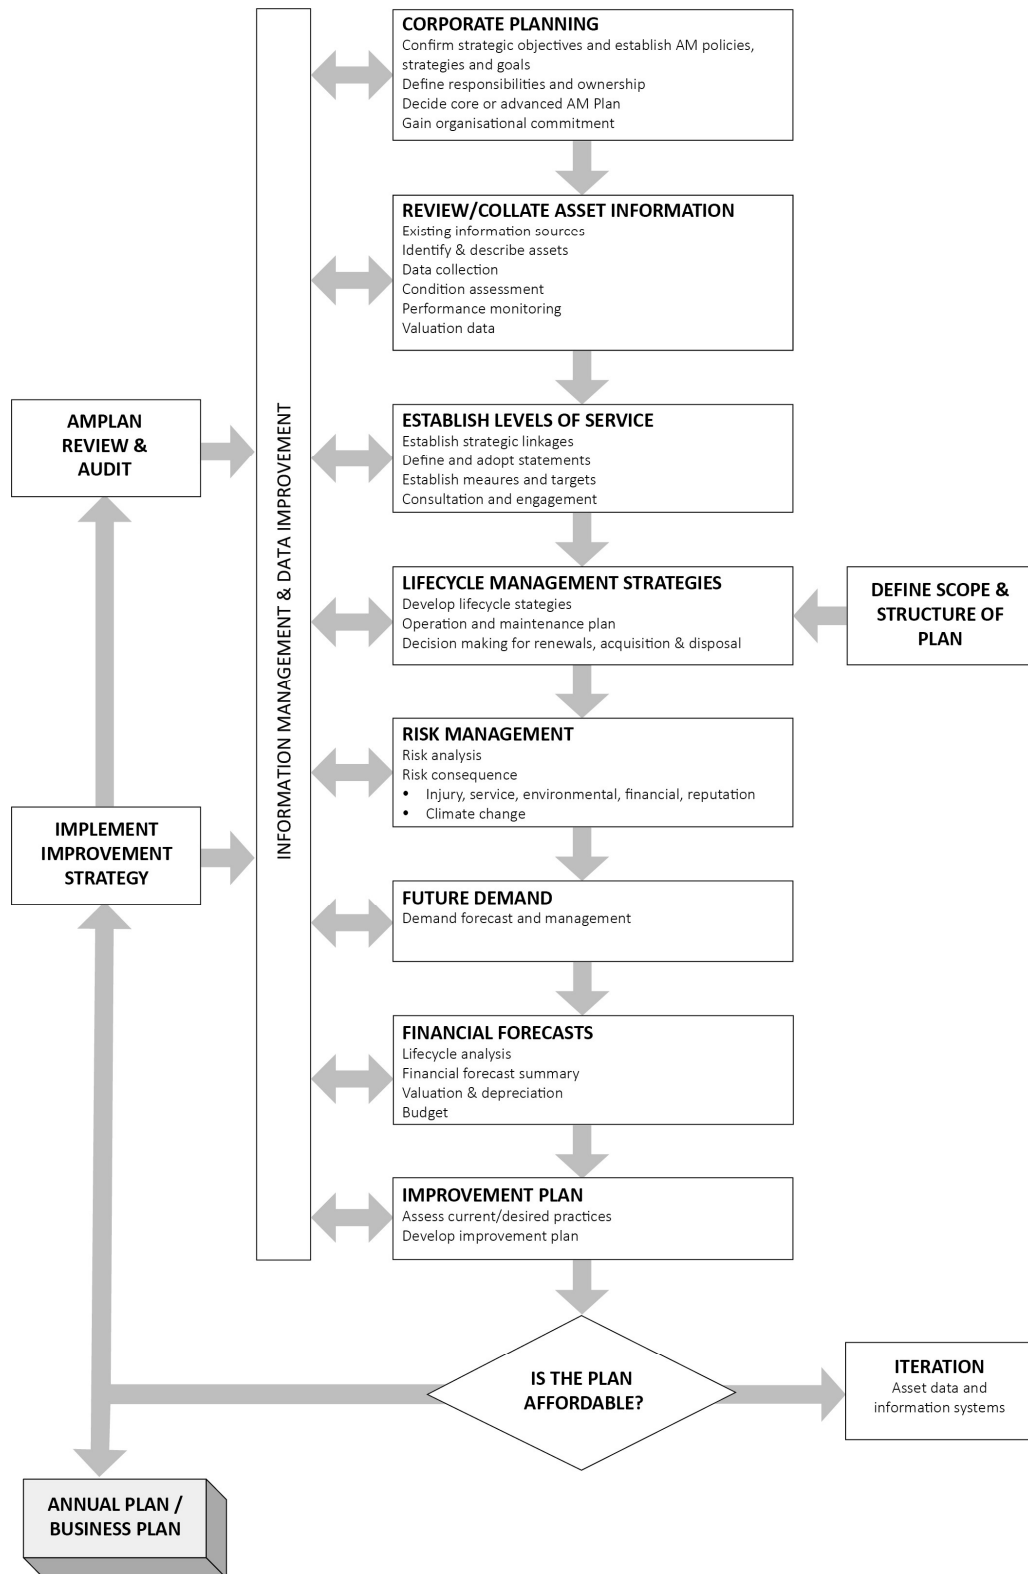 CORPORATE PLANNING
Confirm strategic objectives and establish AM policies,
strategies and goals
Define responsibilities and ownership
Decide core or advanced AM Plan
Gain organisational commitment
REVIEW/COLLATE ASSET INFORMATION
Existing information sources
Identify & describe assets
Data collection
Condition assessment
Performance monitoring
Valuation data
INFORMATION MANAGEMENT & DATA IMPROVEMENT
AMPLAN
REVIEW &
AUDIT
ESTABLISH LEVELS OF SERVICE
Establish strategic linkages
Define and adopt statements
Establish meaures and targets
Consultation and engagement
LIFECYCLE MANAGEMENT STRATEGIES
Develop lifecycle stategies
Operation and maintenance plan
Decision making for renewals, acquisition & disposal
DEFINE SCOPE &
STRUCTURE OF
PLAN
RISK MANAGEMENT
Risk analysis
Risk consequence
• Injury, service, environmental, financial, reputation
• Climate change
IMPLEMENT
IMPROVEMENT
STRATEGY
FUTURE DEMAND
Demand forecast and management
FINANCIAL FORECASTS
Lifecycle analysis
Financial forecast summary
Valuation & depreciation
Budget
IMPROVEMENT PLAN
Assess current/desired practices
Develop improvement plan
IS THE PLAN
AFFORDABLE?
ITERATION
Asset data and
information systems
ANNUAL PLAN /
BUSINESS PLAN